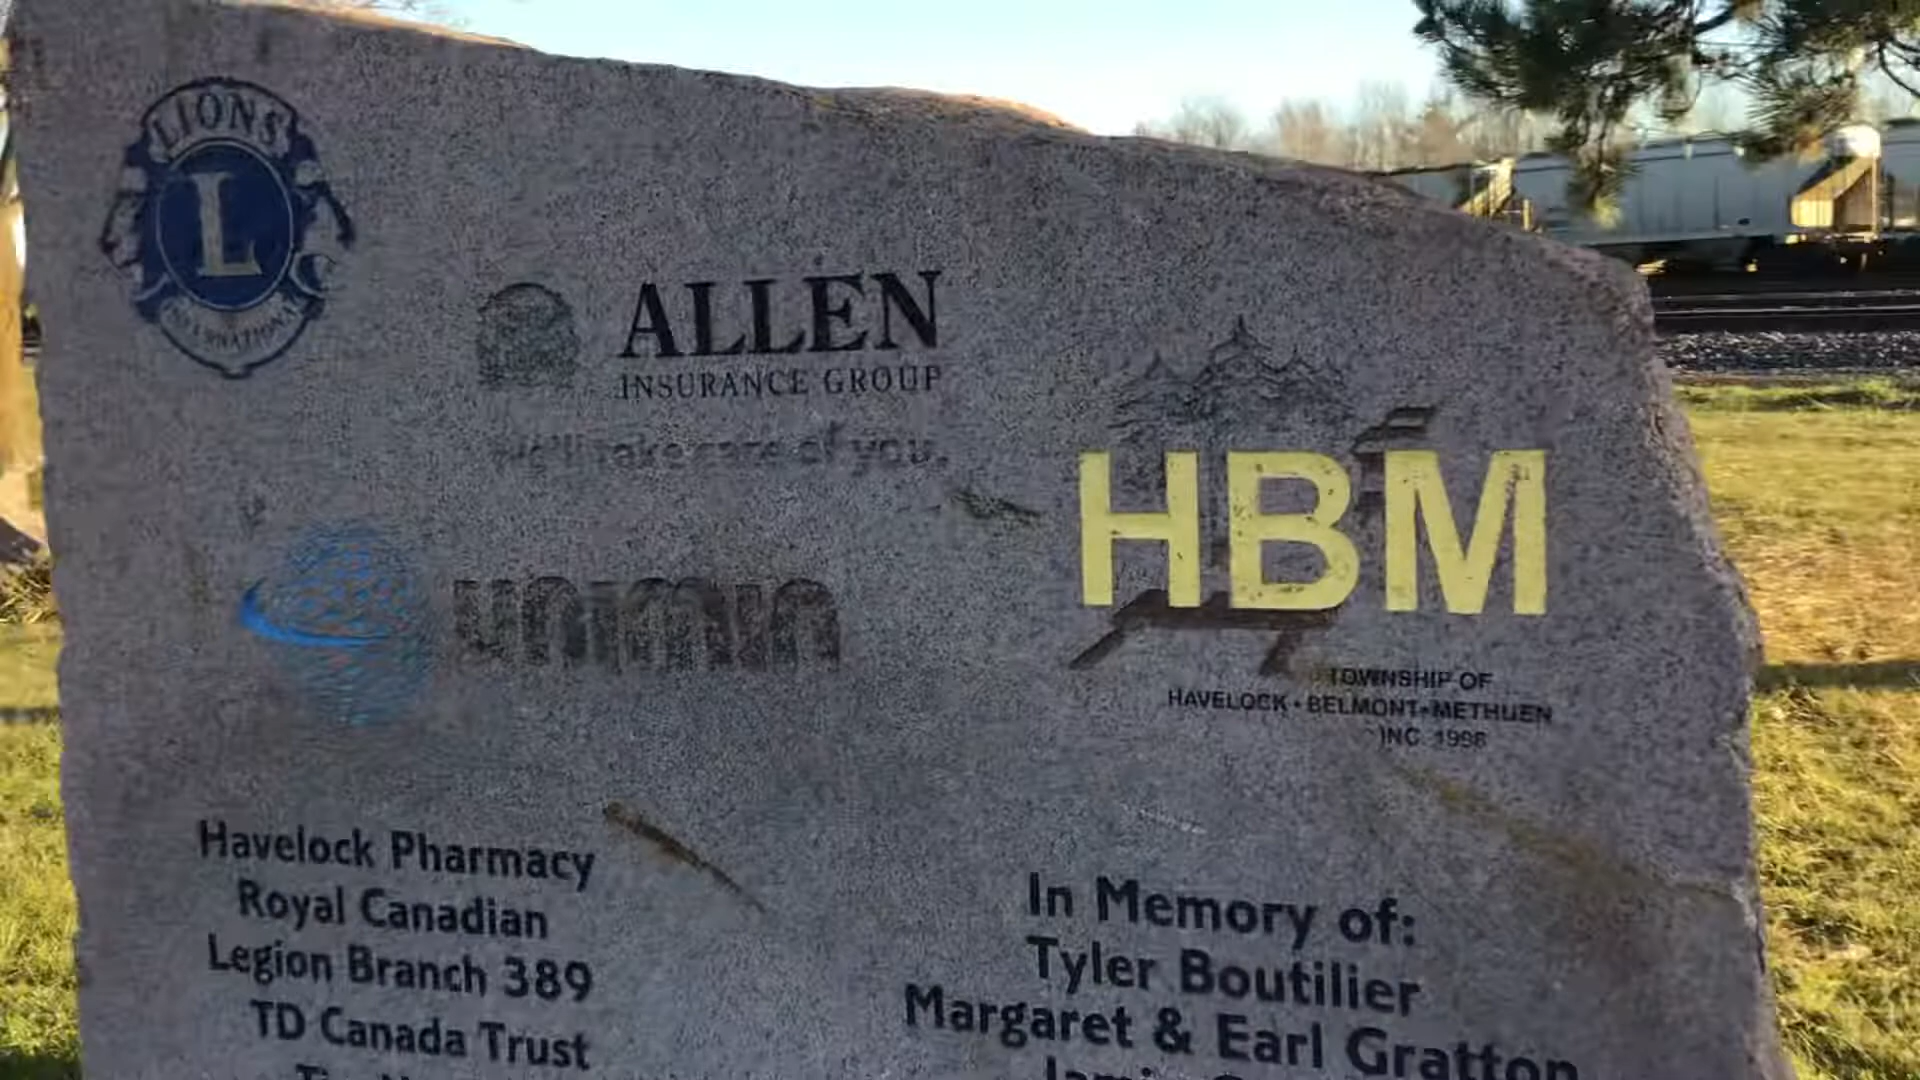 LIONS
L
INTERNATIONAL
ALLEN
INSURANCE GROUP
We'll take care of you.
unimin
HBM
TOWNSHIP OF
HAVELOCK • BELMONT • METHUEN
INC. 1998
Havelock Pharmacy
Royal Canadian
Legion Branch 389
TD Canada Trust
In Memory of:
Tyler Boutilier
Margaret & Earl Gratton